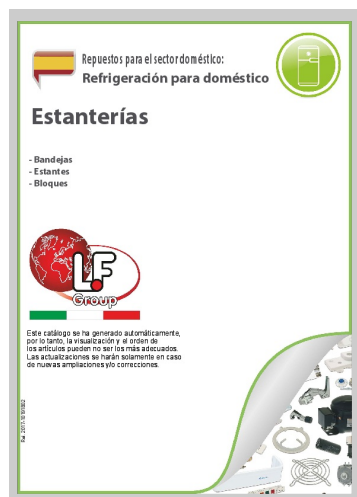 Repuestos para el sector doméstico:
Refrigeración para doméstico
Estanterías
- Bandejas
- Estantes
- Bloques
LF
Group
Este catálogo se ha generado automáticamente,
por lo tanto, la visualización y el orden de
los artículos pueden no ser los más adecuados.
Las actualizaciones se harán solamente en caso
de nuevas ampliaciones y/o correcciones.